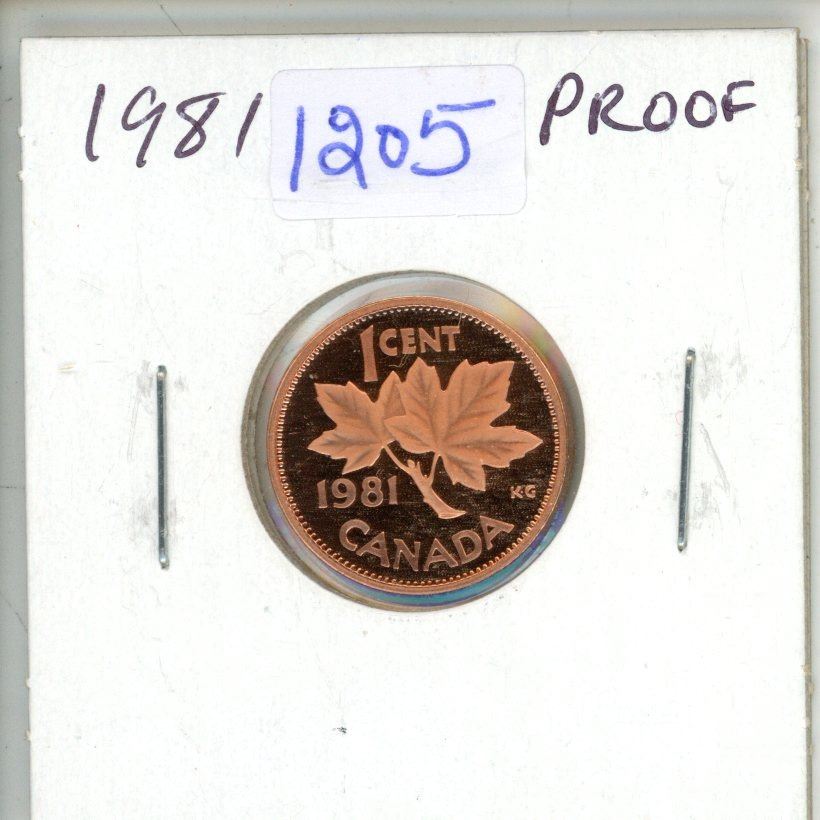 1981 1205 PROOF
1 CENT
1981 KG
CANADA